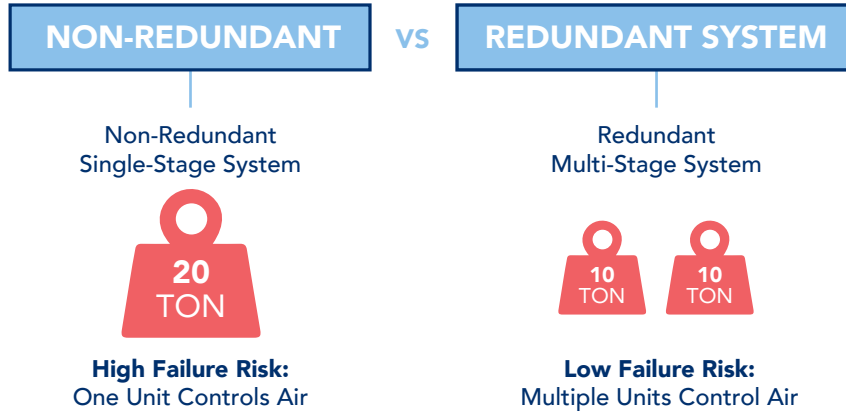 NON-REDUNDANT
VS
REDUNDANT SYSTEM
Non-Redundant
Single-Stage System
20
TON
High Failure Risk:
One Unit Controls Air
Redundant
Multi-Stage System
10
TON
10
TON
Low Failure Risk:
Multiple Units Control Air